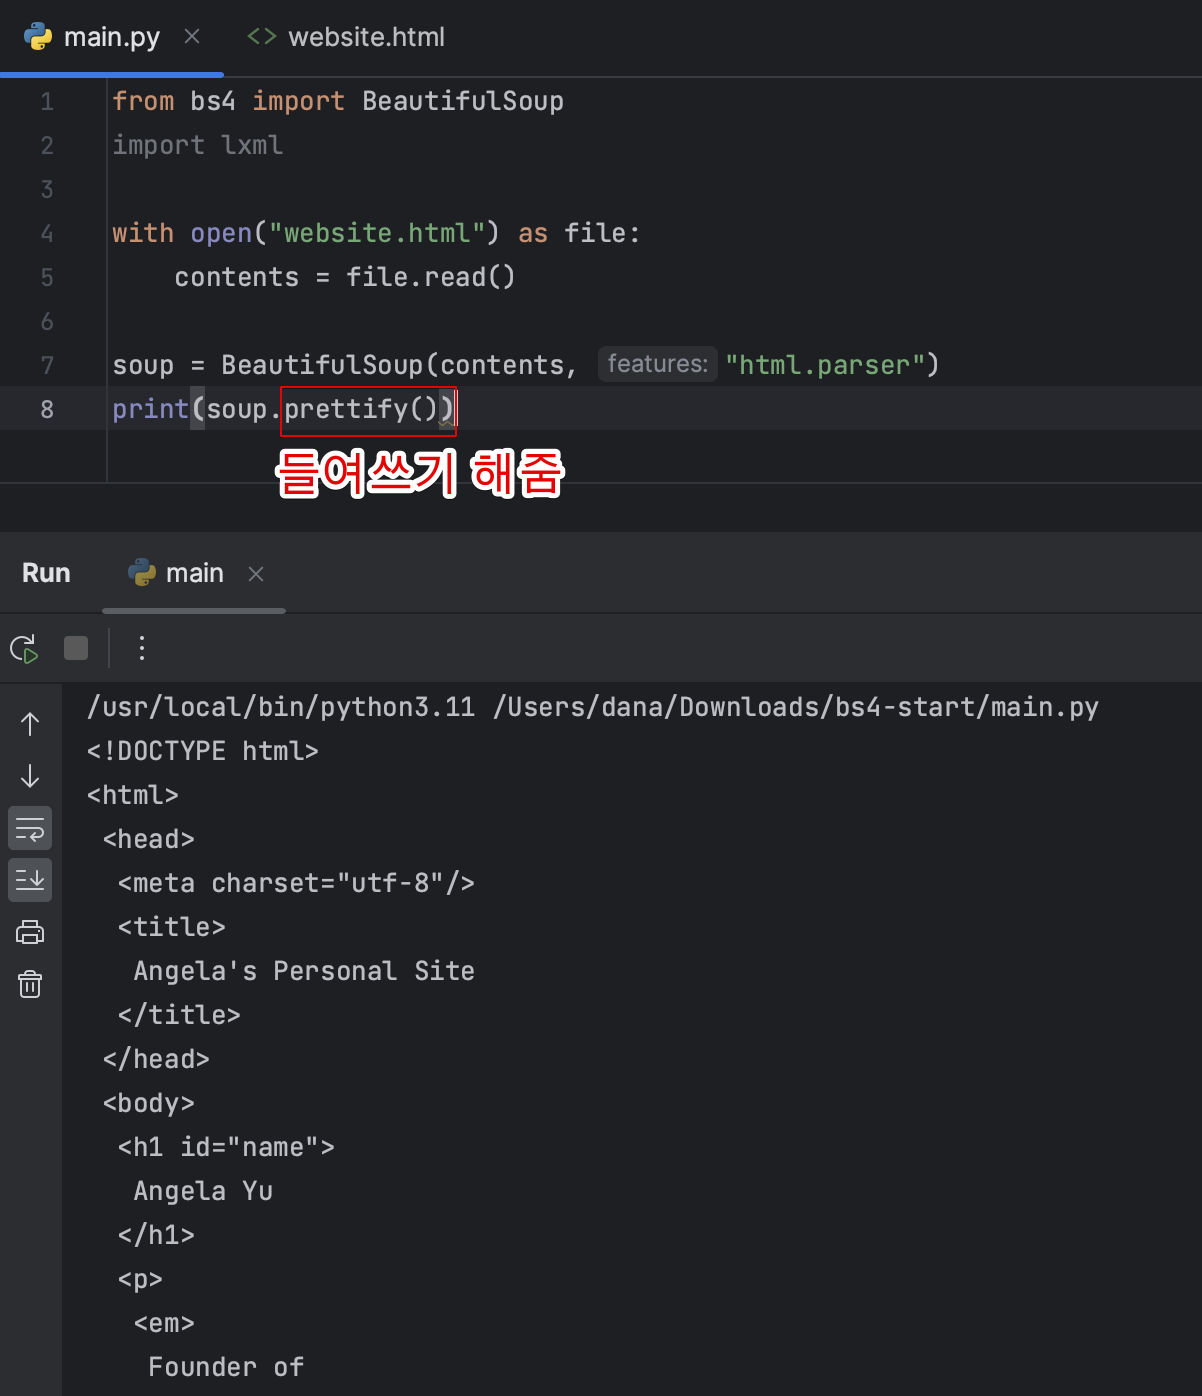 main.py
website.html
1 from bs4 import BeautifulSoup
2 import lxml
3
4 with open("website.html") as file:
5     contents = file.read()
6
7 soup = BeautifulSoup(contents, features: "html.parser")
8 print(soup.prettify())
들여쓰기 해줌
Run main
/usr/local/bin/python3.11 /Users/dana/Downloads/bs4-start/main.py
<!DOCTYPE html>
<html>
 <head>
  <meta charset="utf-8"/>
  <title>
   Angela's Personal Site
  </title>
 </head>
 <body>
  <h1 id="name">
   Angela Yu
  </h1>
  <p>
   <em>
    Founder of